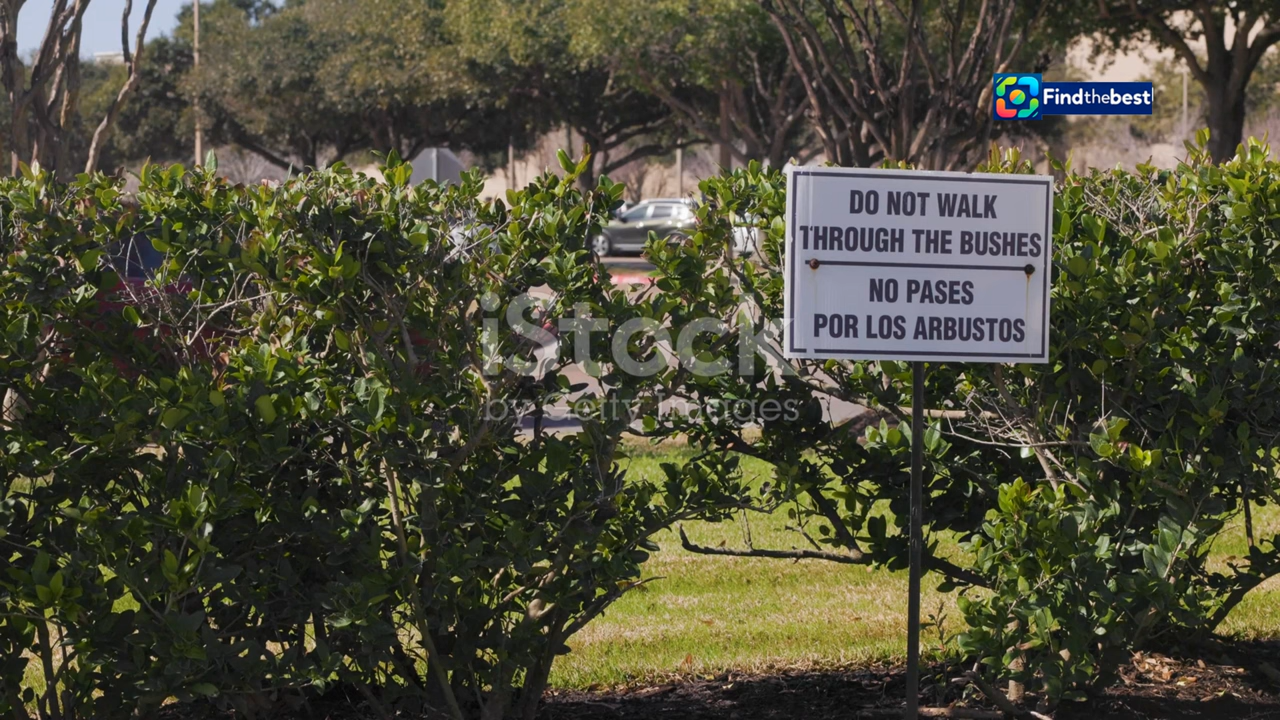 FindtheBest
DO NOT WALK
THROUGH THE BUSHES
NO PASES
POR LOS ARBUSTOS
iStock
by Getty Images